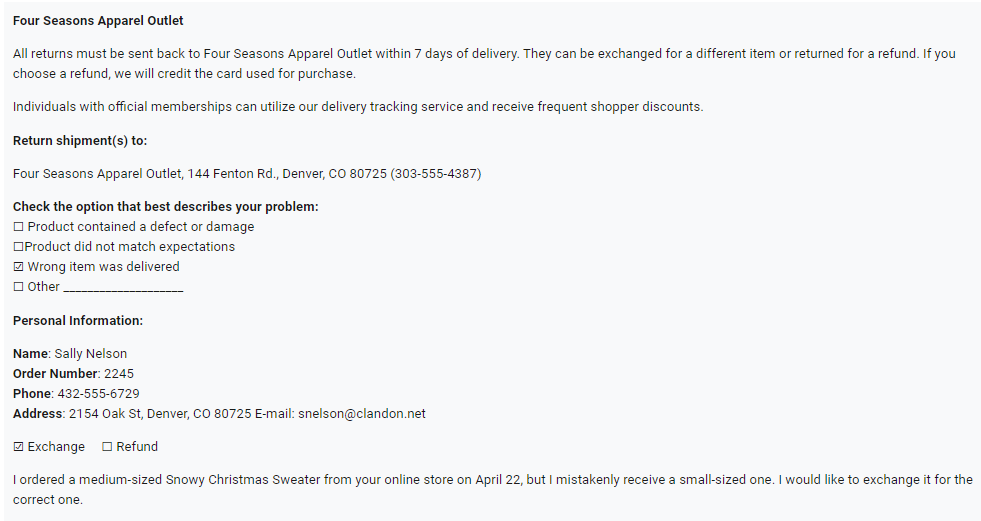 Four Seasons Apparel Outlet
All returns must be sent back to Four Seasons Apparel Outlet within 7 days of delivery. They can be exchanged for a different item or returned for a refund. If you
choose a refund, we will credit the card used for purchase.
Individuals with official memberships can utilize our delivery tracking service and receive frequent shopper discounts.
Return shipment(s) to:
Four Seasons Apparel Outlet, 144 Fenton Rd., Denver, CO 80725 (303-555-4387)
Check the option that best describes your problem:
☐ Product contained a defect or damage
☐Product did not match expectations
☑ Wrong item was delivered
☐ Other ____________________
Personal Information:
Name: Sally Nelson
Order Number: 2245
Phone: 432-555-6729
Address: 2154 Oak St, Denver, CO 80725 E-mail: snelson@clandon.net
☑ Exchange ☐ Refund
I ordered a medium-sized Snowy Christmas Sweater from your online store on April 22, but I mistakenly receive a small-sized one. I would like to exchange it for the
correct one.